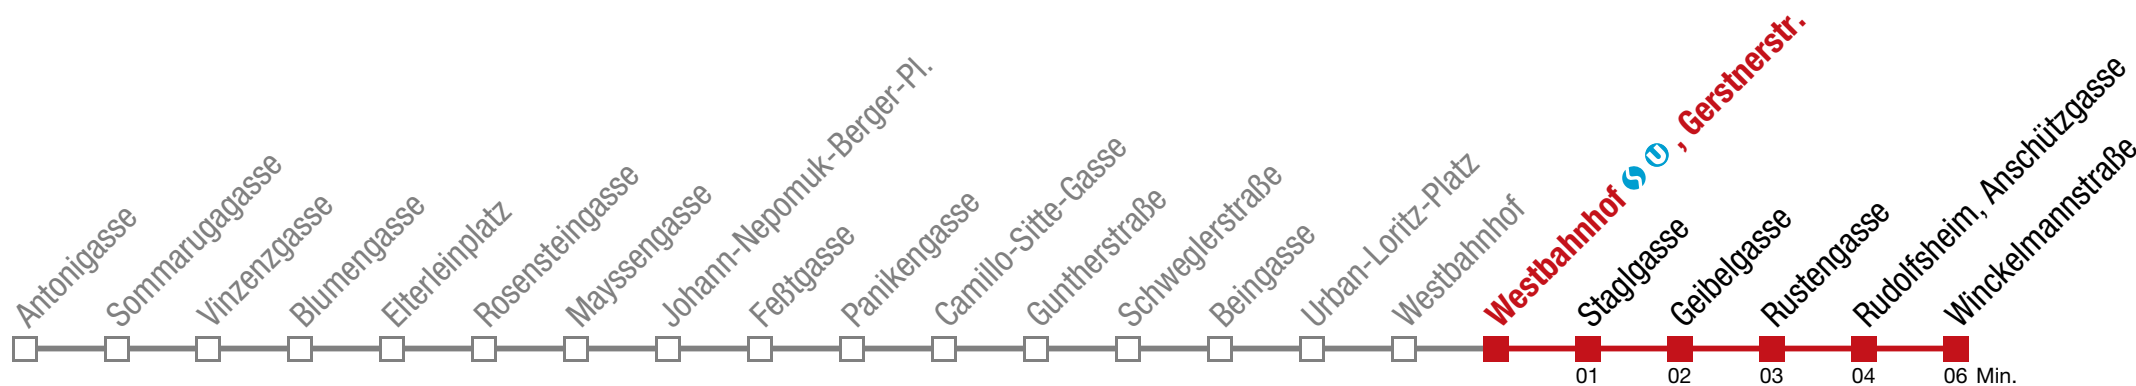 Antonigasse
Sommarugagasse
Vinzenzgasse
Blumengasse
Elterleinplatz
Rosensteingasse
Mayssengasse
Johann-Nepomuk-Berger-Pl.
Feßtgasse
Panikengasse
Camillo-Sitte-Gasse
Guntherstraße
Schweglerstraße
Beingasse
Urban-Loritz-Platz
Westbahnhof
Westbahnhof S U , Gerstnerstr.
Staglgasse
Geibelgasse
Rustengasse
Rudolfsheim, Anschützgasse
Winckelmannstraße
01 02 03 04 06 Min.